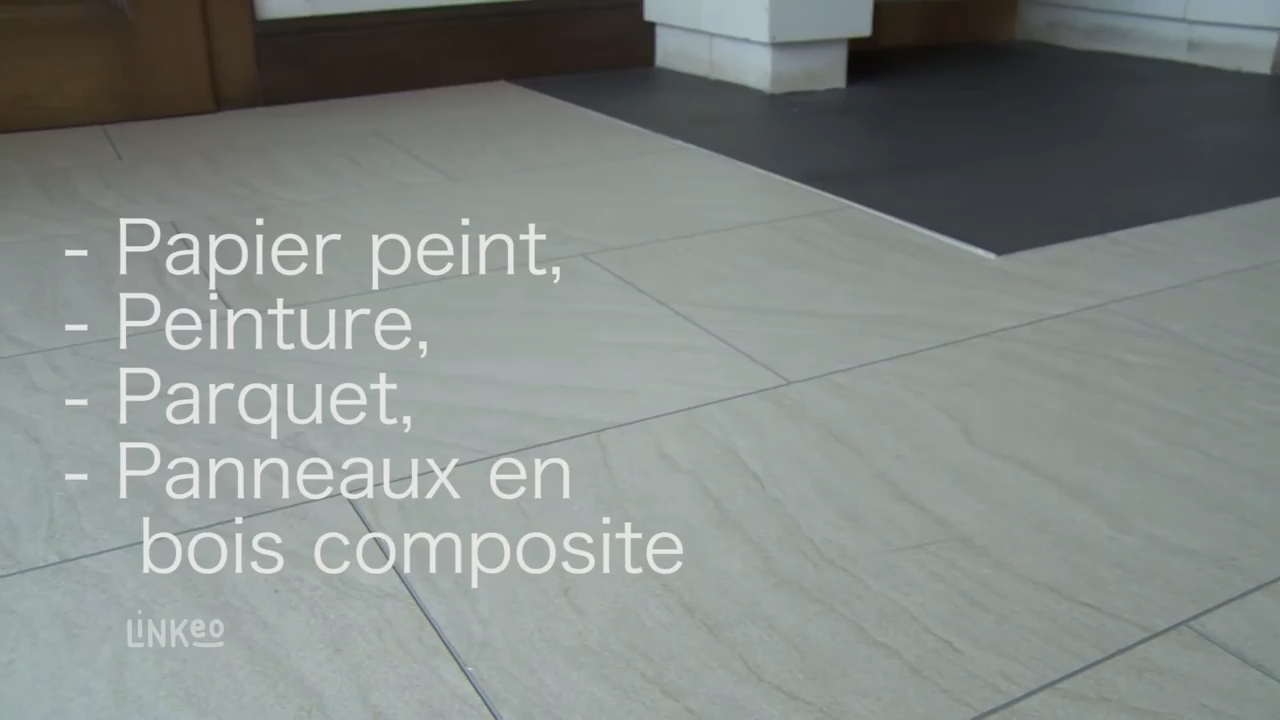 - Papier peint,
- Peinture,
- Parquet,
- Panneaux en
bois composite
LiNKeo